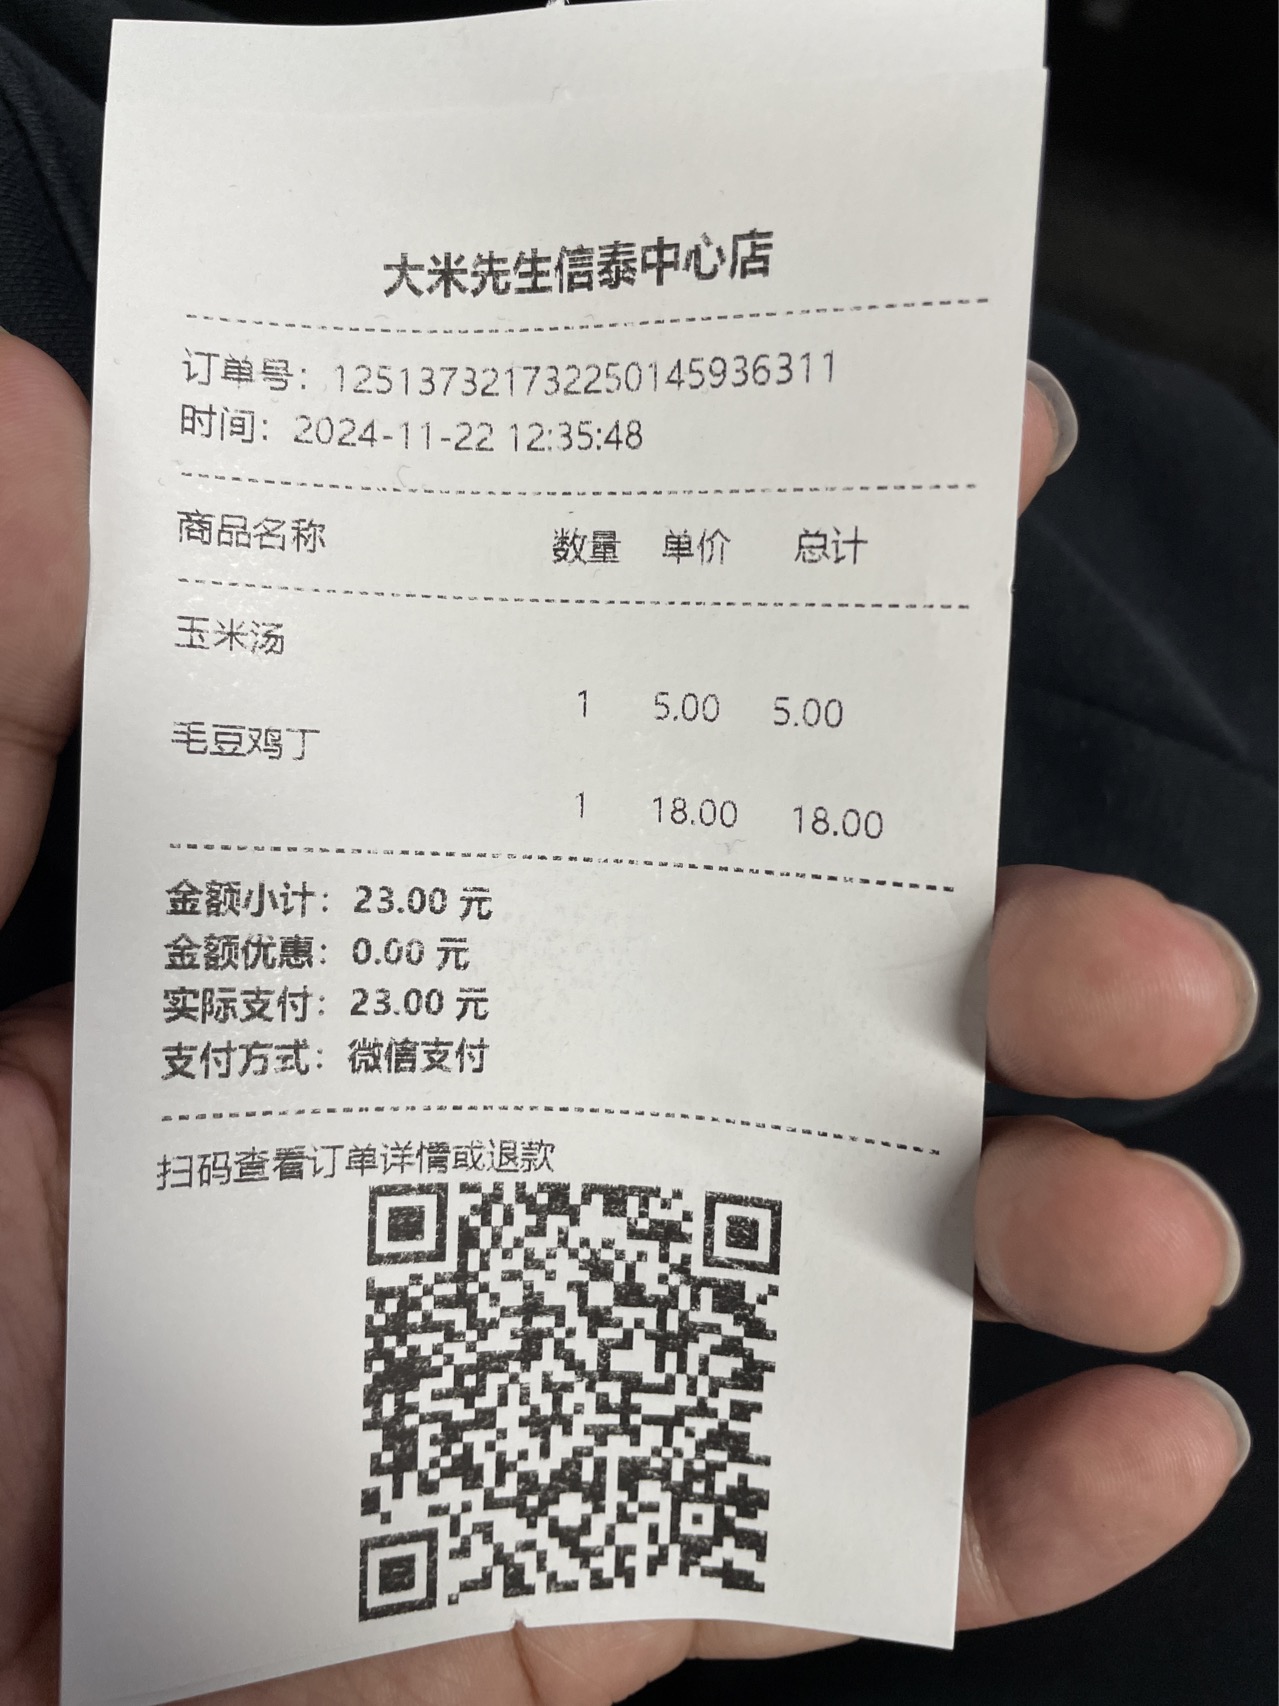 大米先生信泰中心店
订单号：1251373217322250145936311
时间：2024-11-22 12:35:48
商品名称 数量 单价 总计
玉米汤
1 5.00 5.00
毛豆鸡丁
1 18.00 18.00
金额小计：23.00 元
金额优惠：0.00 元
实际支付：23.00 元
支付方式：微信支付
扫码查看订单详情或退款